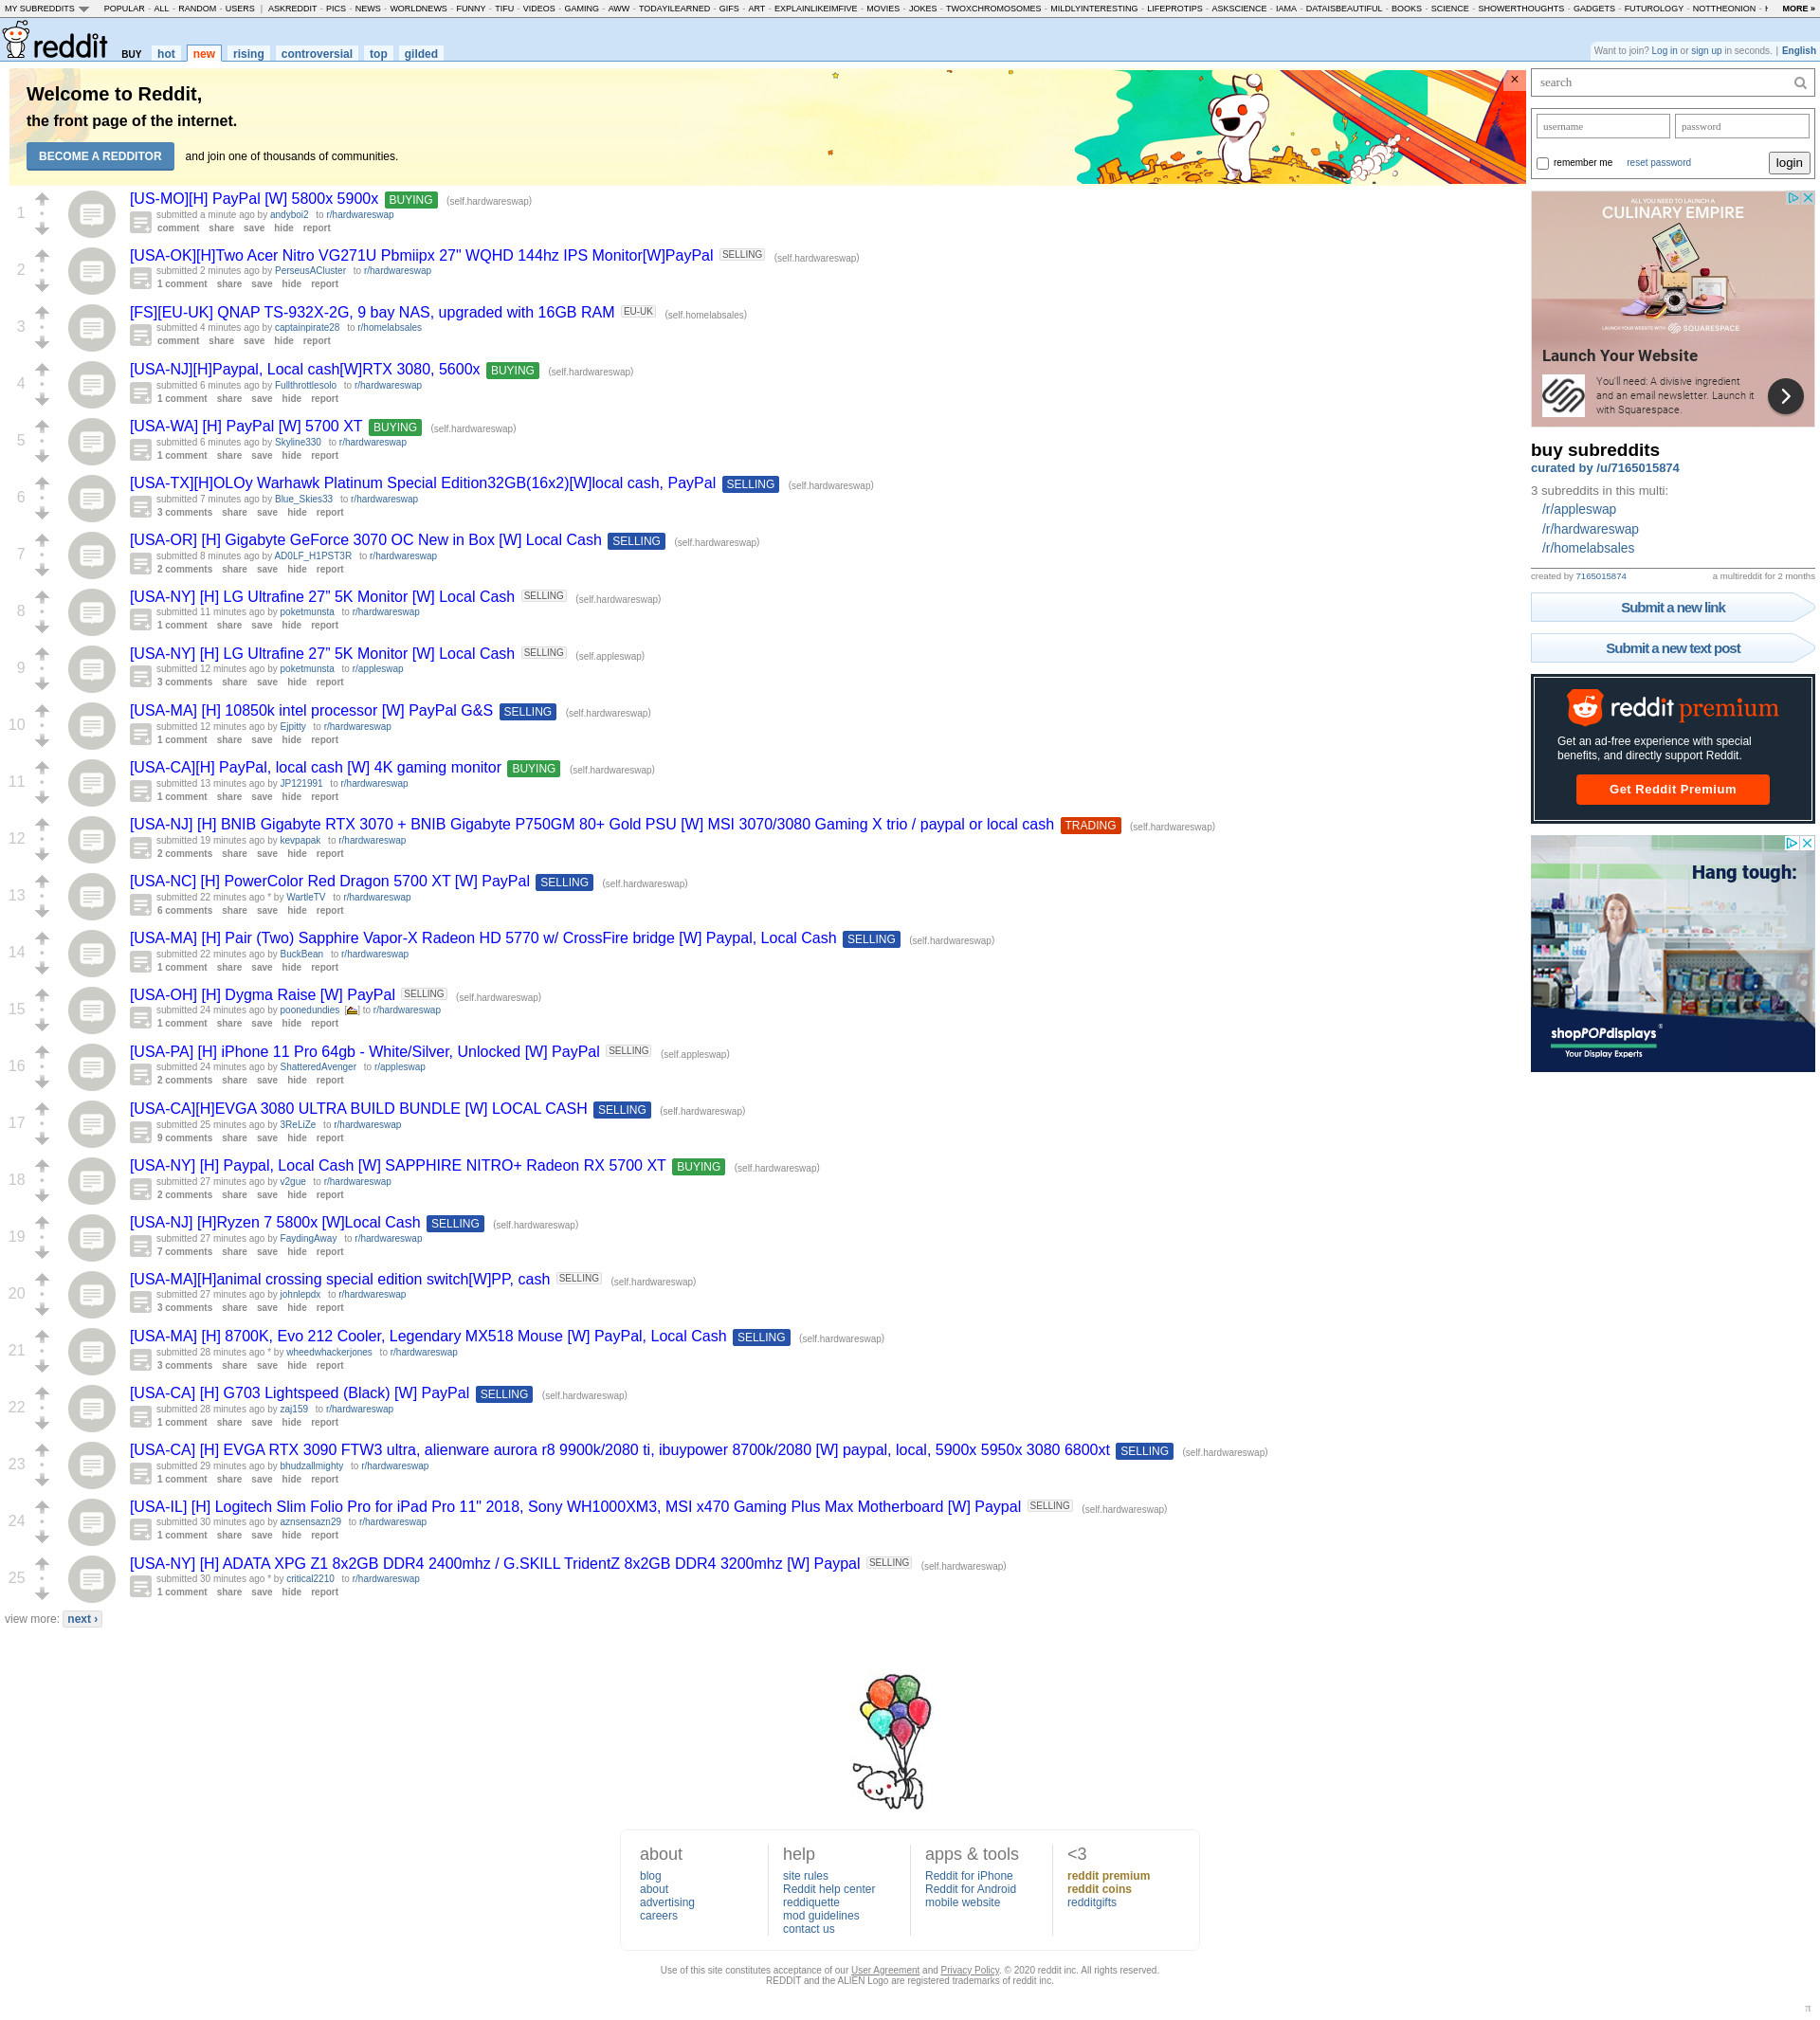 MY SUBREDDITS POPULAR - ALL - RANDOM - USERS | ASKREDDIT - PICS - NEWS - WORLDNEWS - FUNNY - TIFU - VIDEOS - GAMING - AWW - TODAYILEARNED - GIFS - ART - EXPLAINLIKEIMFIVE - MOVIES - JOKES - TWOXCHROMOSOMES - MILDLYINTERESTING - LIFEPROTIPS - ASKSCIENCE - IAMA - DATAISBEAUTIFUL - BOOKS - SCIENCE - SHOWERTHOUGHTS - GADGETS - FUTUROLOGY - NOTTHEONION - MORE »
reddit BUY hot new rising controversial top gilded
Want to join? Log in or sign up in seconds. | English
Welcome to Reddit,
the front page of the internet.
BECOME A REDDITOR and join one of thousands of communities.
×
1
[US-MO][H] PayPal [W] 5800x 5900x BUYING (self.hardwareswap)
submitted a minute ago by andyboi2 to r/hardwareswap
comment share save hide report
2
[USA-OK][H]Two Acer Nitro VG271U Pbmiipx 27" WQHD 144hz IPS Monitor[W]PayPal SELLING (self.hardwareswap)
submitted 2 minutes ago by PerseusACluster to r/hardwareswap
1 comment share save hide report
3
[FS][EU-UK] QNAP TS-932X-2G, 9 bay NAS, upgraded with 16GB RAM EU-UK (self.homelabsales)
submitted 4 minutes ago by captainpirate28 to r/homelabsales
comment share save hide report
4
[USA-NJ][H]Paypal, Local cash[W]RTX 3080, 5600x BUYING (self.hardwareswap)
submitted 6 minutes ago by Fullthrottlesolo to r/hardwareswap
1 comment share save hide report
5
[USA-WA] [H] PayPal [W] 5700 XT BUYING (self.hardwareswap)
submitted 6 minutes ago by Skyline330 to r/hardwareswap
1 comment share save hide report
6
[USA-TX][H]OLOy Warhawk Platinum Special Edition32GB(16x2)[W]local cash, PayPal SELLING (self.hardwareswap)
submitted 7 minutes ago by Blue_Skies33 to r/hardwareswap
3 comments share save hide report
7
[USA-OR] [H] Gigabyte GeForce 3070 OC New in Box [W] Local Cash SELLING (self.hardwareswap)
submitted 8 minutes ago by AD0LF_H1PST3R to r/hardwareswap
2 comments share save hide report
8
[USA-NY] [H] LG Ultrafine 27” 5K Monitor [W] Local Cash SELLING (self.hardwareswap)
submitted 11 minutes ago by poketmunsta to r/hardwareswap
1 comment share save hide report
9
[USA-NY] [H] LG Ultrafine 27” 5K Monitor [W] Local Cash SELLING (self.appleswap)
submitted 12 minutes ago by poketmunsta to r/appleswap
3 comments share save hide report
10
[USA-MA] [H] 10850k intel processor [W] PayPal G&S SELLING (self.hardwareswap)
submitted 12 minutes ago by Ejpitty to r/hardwareswap
1 comment share save hide report
11
[USA-CA][H] PayPal, local cash [W] 4K gaming monitor BUYING (self.hardwareswap)
submitted 13 minutes ago by JP121991 to r/hardwareswap
1 comment share save hide report
12
[USA-NJ] [H] BNIB Gigabyte RTX 3070 + BNIB Gigabyte P750GM 80+ Gold PSU [W] MSI 3070/3080 Gaming X trio / paypal or local cash TRADING (self.hardwareswap)
submitted 19 minutes ago by kevpapak to r/hardwareswap
2 comments share save hide report
13
[USA-NC] [H] PowerColor Red Dragon 5700 XT [W] PayPal SELLING (self.hardwareswap)
submitted 22 minutes ago * by WartleTV to r/hardwareswap
6 comments share save hide report
14
[USA-MA] [H] Pair (Two) Sapphire Vapor-X Radeon HD 5770 w/ CrossFire bridge [W] Paypal, Local Cash SELLING (self.hardwareswap)
submitted 22 minutes ago by BuckBean to r/hardwareswap
1 comment share save hide report
15
[USA-OH] [H] Dygma Raise [W] PayPal SELLING (self.hardwareswap)
submitted 24 minutes ago by poonedundies [] to r/hardwareswap
1 comment share save hide report
16
[USA-PA] [H] iPhone 11 Pro 64gb - White/Silver, Unlocked [W] PayPal SELLING (self.appleswap)
submitted 24 minutes ago by ShatteredAvenger to r/appleswap
2 comments share save hide report
17
[USA-CA][H]EVGA 3080 ULTRA BUILD BUNDLE [W] LOCAL CASH SELLING (self.hardwareswap)
submitted 25 minutes ago by 3ReLiZe to r/hardwareswap
9 comments share save hide report
18
[USA-NY] [H] Paypal, Local Cash [W] SAPPHIRE NITRO+ Radeon RX 5700 XT BUYING (self.hardwareswap)
submitted 27 minutes ago by v2gue to r/hardwareswap
2 comments share save hide report
19
[USA-NJ] [H]Ryzen 7 5800x [W]Local Cash SELLING (self.hardwareswap)
submitted 27 minutes ago by FaydingAway to r/hardwareswap
7 comments share save hide report
20
[USA-MA][H]animal crossing special edition switch[W]PP, cash SELLING (self.hardwareswap)
submitted 27 minutes ago by johnlepdx to r/hardwareswap
3 comments share save hide report
21
[USA-MA] [H] 8700K, Evo 212 Cooler, Legendary MX518 Mouse [W] PayPal, Local Cash SELLING (self.hardwareswap)
submitted 28 minutes ago * by wheedwhackerjones to r/hardwareswap
3 comments share save hide report
22
[USA-CA] [H] G703 Lightspeed (Black) [W] PayPal SELLING (self.hardwareswap)
submitted 28 minutes ago by zaj159 to r/hardwareswap
1 comment share save hide report
23
[USA-CA] [H] EVGA RTX 3090 FTW3 ultra, alienware aurora r8 9900k/2080 ti, ibuypower 8700k/2080 [W] paypal, local, 5900x 5950x 3080 6800xt SELLING (self.hardwareswap)
submitted 29 minutes ago by bhudzallmighty to r/hardwareswap
1 comment share save hide report
24
[USA-IL] [H] Logitech Slim Folio Pro for iPad Pro 11" 2018, Sony WH1000XM3, MSI x470 Gaming Plus Max Motherboard [W] Paypal SELLING (self.hardwareswap)
submitted 30 minutes ago by aznsensazn29 to r/hardwareswap
1 comment share save hide report
25
[USA-NY] [H] ADATA XPG Z1 8x2GB DDR4 2400mhz / G.SKILL TridentZ 8x2GB DDR4 3200mhz [W] Paypal SELLING (self.hardwareswap)
submitted 30 minutes ago * by critical2210 to r/hardwareswap
1 comment share save hide report
view more: next ›
search
username password
remember me reset password login
ALL YOU NEED TO LAUNCH A
CULINARY EMPIRE
LAUNCH YOUR WEBSITE WITH SQUARESPACE
Launch Your Website
You'll need: A divisive ingredient
and an email newsletter. Launch it
with Squarespace.
buy subreddits
curated by /u/7165015874
3 subreddits in this multi:
/r/appleswap
/r/hardwareswap
/r/homelabsales
created by 7165015874 a multireddit for 2 months
Submit a new link
Submit a new text post
reddit premium
Get an ad-free experience with special
benefits, and directly support Reddit.
Get Reddit Premium
Hang tough:
shopPOPdisplays®
Your Display Experts
about
blog
about
advertising
careers
help
site rules
Reddit help center
reddiquette
mod guidelines
contact us
apps & tools
Reddit for iPhone
Reddit for Android
mobile website
<3
reddit premium
reddit coins
redditgifts
Use of this site constitutes acceptance of our User Agreement and Privacy Policy. © 2020 reddit inc. All rights reserved.
REDDIT and the ALIEN Logo are registered trademarks of reddit inc.
π